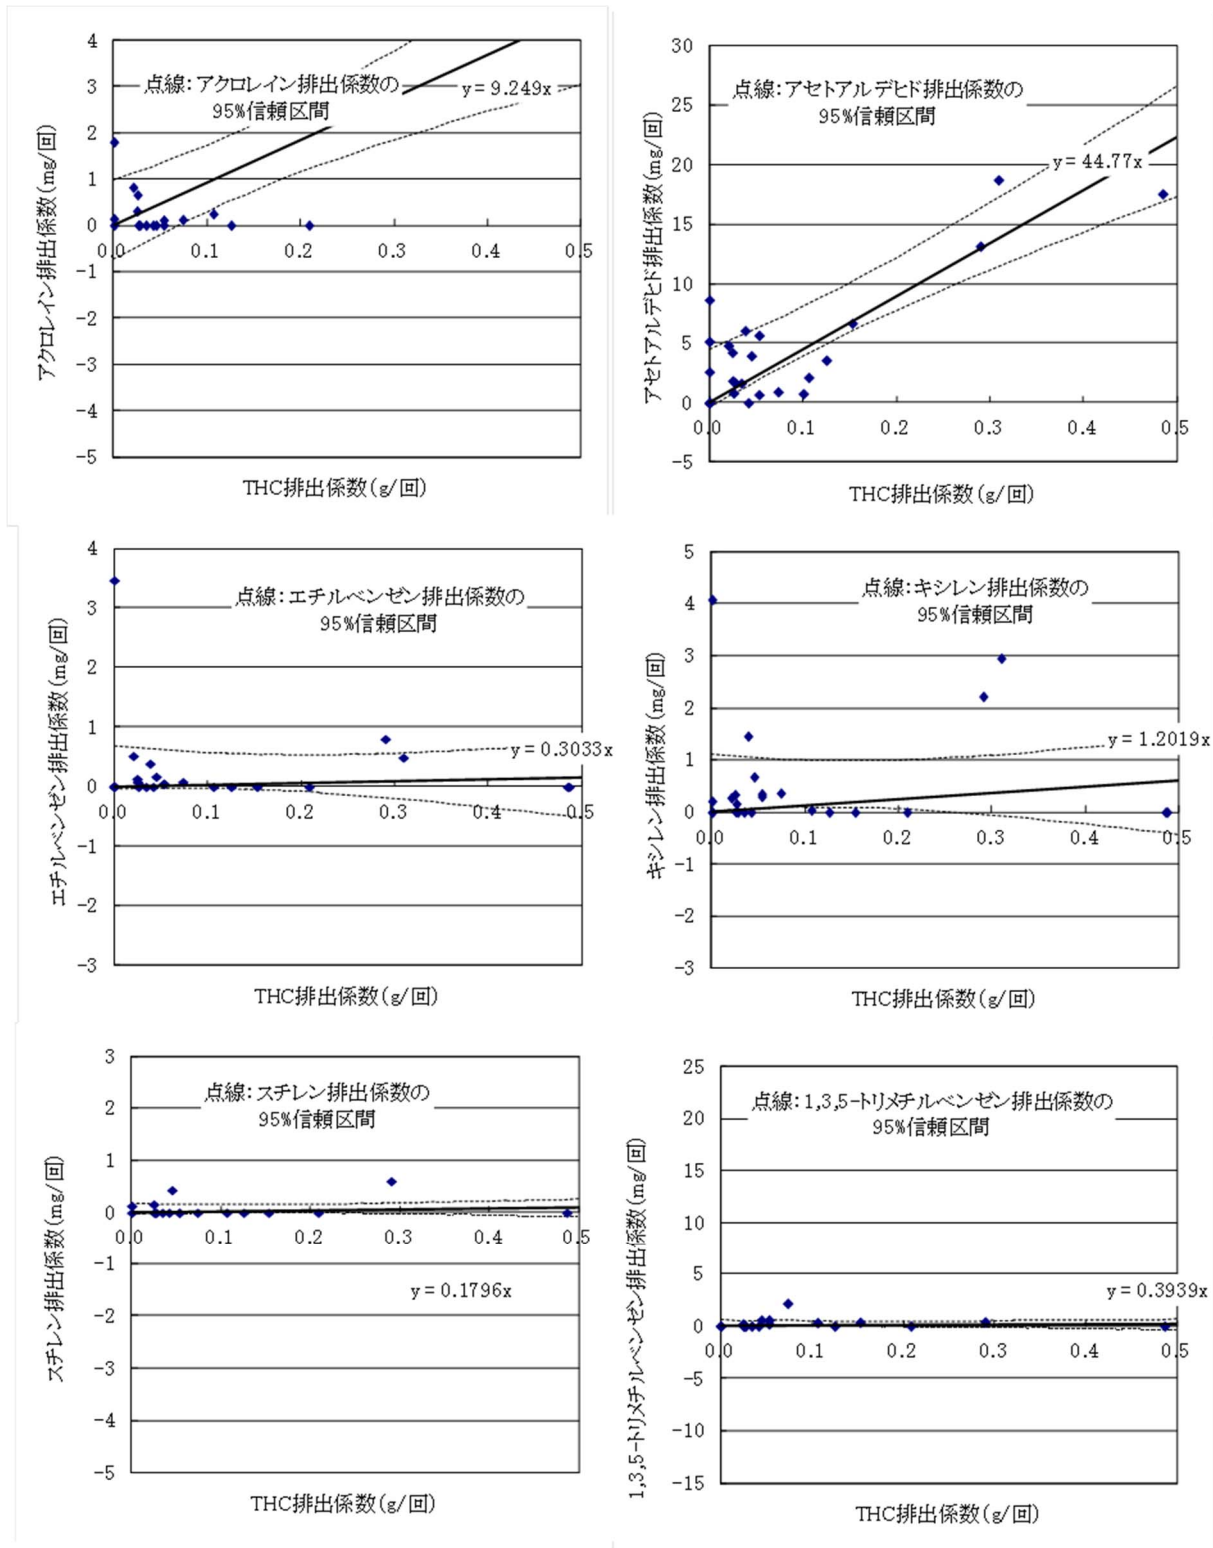 4
3
2
1
0
-1
-2
-3
-4
-5
0.0
0.1
0.2
0.3
0.4
0.5
点線:アクロレイン排出係数の
95%信頼区間
y = 9.249x
アクロレイン排出係数(mg/回)
THC排出係数(g/回)
30
25
20
15
10
5
0
-5
0.0
0.1
0.2
0.3
0.4
0.5
点線:アセトアルデヒド排出係数の
95%信頼区間
y = 44.77x
アセトアルデヒド排出係数(mg/回)
THC排出係数(g/回)
4
3
2
1
0
-1
-2
-3
0.0
0.1
0.2
0.3
0.4
0.5
点線:エチルベンゼン排出係数の
95%信頼区間
y = 0.3033x
エチルベンゼン排出係数(mg/回)
THC排出係数(g/回)
5
4
3
2
1
0
-1
-2
-3
0.0
0.1
0.2
0.3
0.4
0.5
点線:キシレン排出係数の
95%信頼区間
y = 1.2019x
キシレン排出係数(mg/回)
THC排出係数(g/回)
3
2
1
0
-1
-2
-3
-4
-5
0.0
0.1
0.2
0.3
0.4
0.5
点線:スチレン排出係数の
95%信頼区間
y = 0.1796x
スチレン排出係数(mg/回)
THC排出係数(g/回)
25
20
15
10
5
0
-5
-10
-15
0.0
0.1
0.2
0.3
0.4
0.5
点線:1,3,5-トリメチルベンゼン排出係数の
95%信頼区間
y = 0.3939x
1,3,5-トリメチルベンゼン排出係数(mg/回)
THC排出係数(g/回)